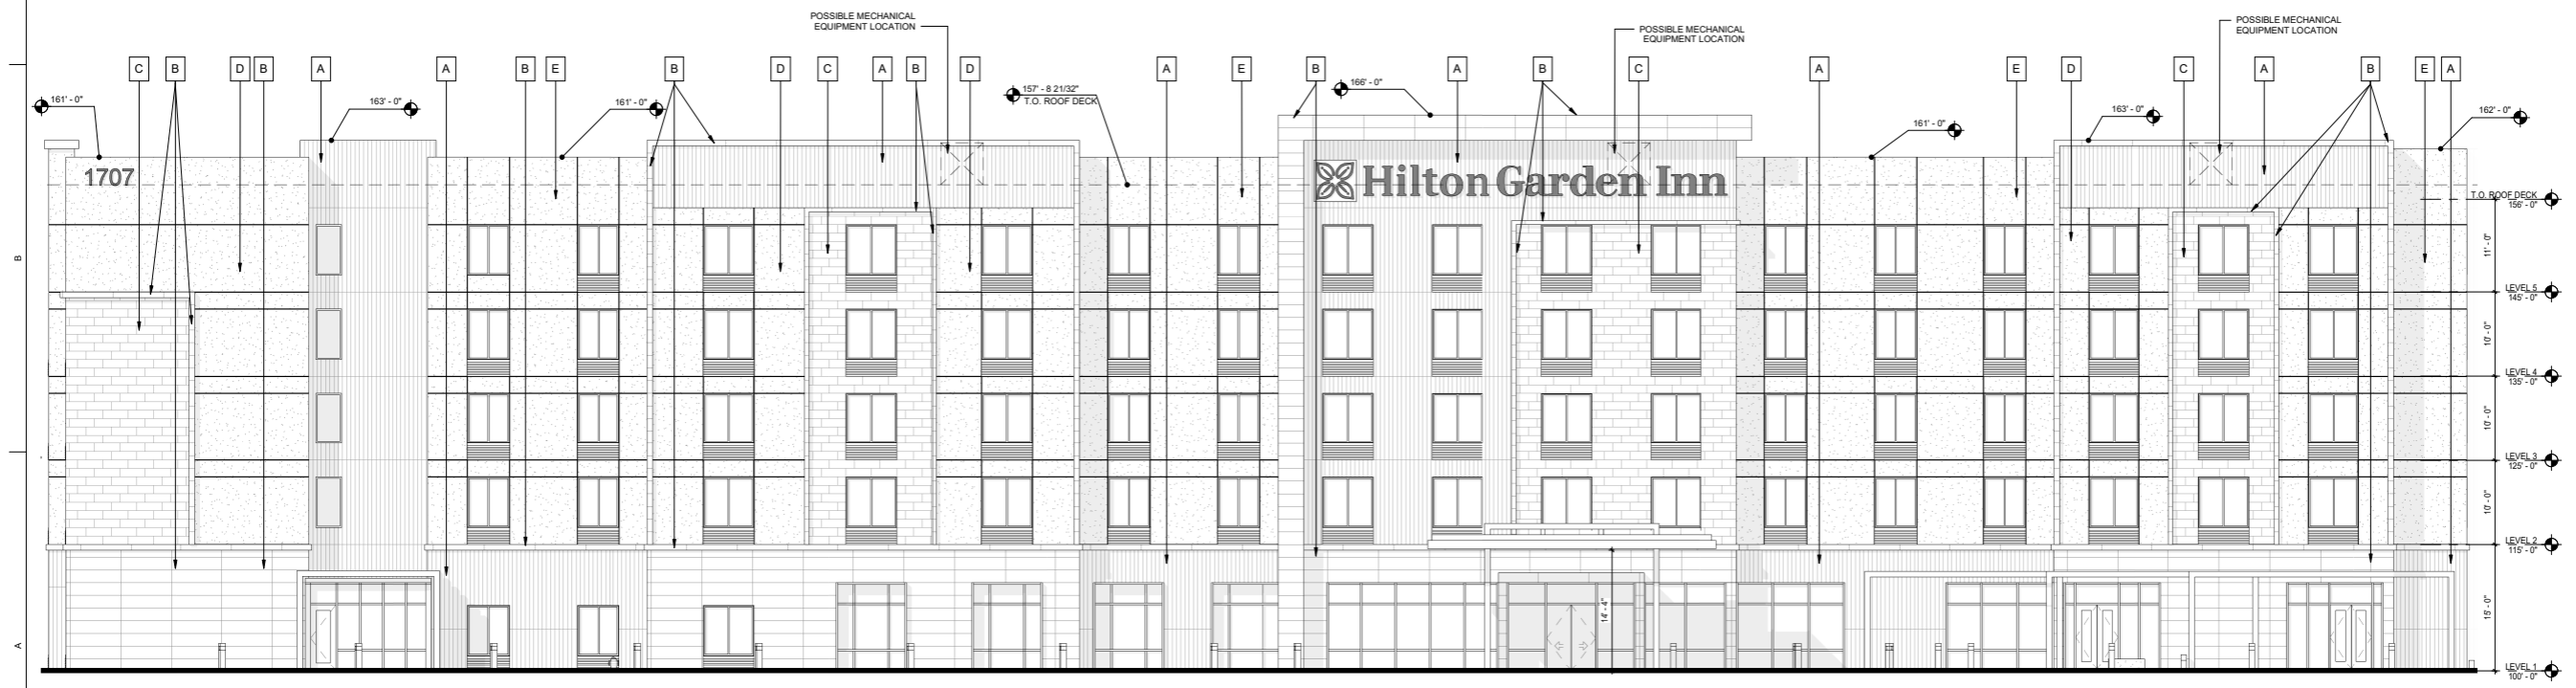 POSSIBLE MECHANICAL
EQUIPMENT LOCATION
POSSIBLE MECHANICAL
EQUIPMENT LOCATION
POSSIBLE MECHANICAL
EQUIPMENT LOCATION
C B D B A A B E B D C A B D A E B A B C A E D C A B E A
161' - 0"
163' - 0"
161' - 0"
157' - 8 21/32"
T.O. ROOF DECK
166' - 0"
161' - 0"
163' - 0"
162' - 0"
1707
Hilton Garden Inn
T.O. ROOF DECK
156' - 0"
11' - 0"
LEVEL 5
145' - 0"
10' - 0"
LEVEL 4
135' - 0"
10' - 0"
LEVEL 3
125' - 0"
10' - 0"
LEVEL 2
115' - 0"
14' - 4"
15' - 0"
LEVEL 1
100' - 0"
B
A